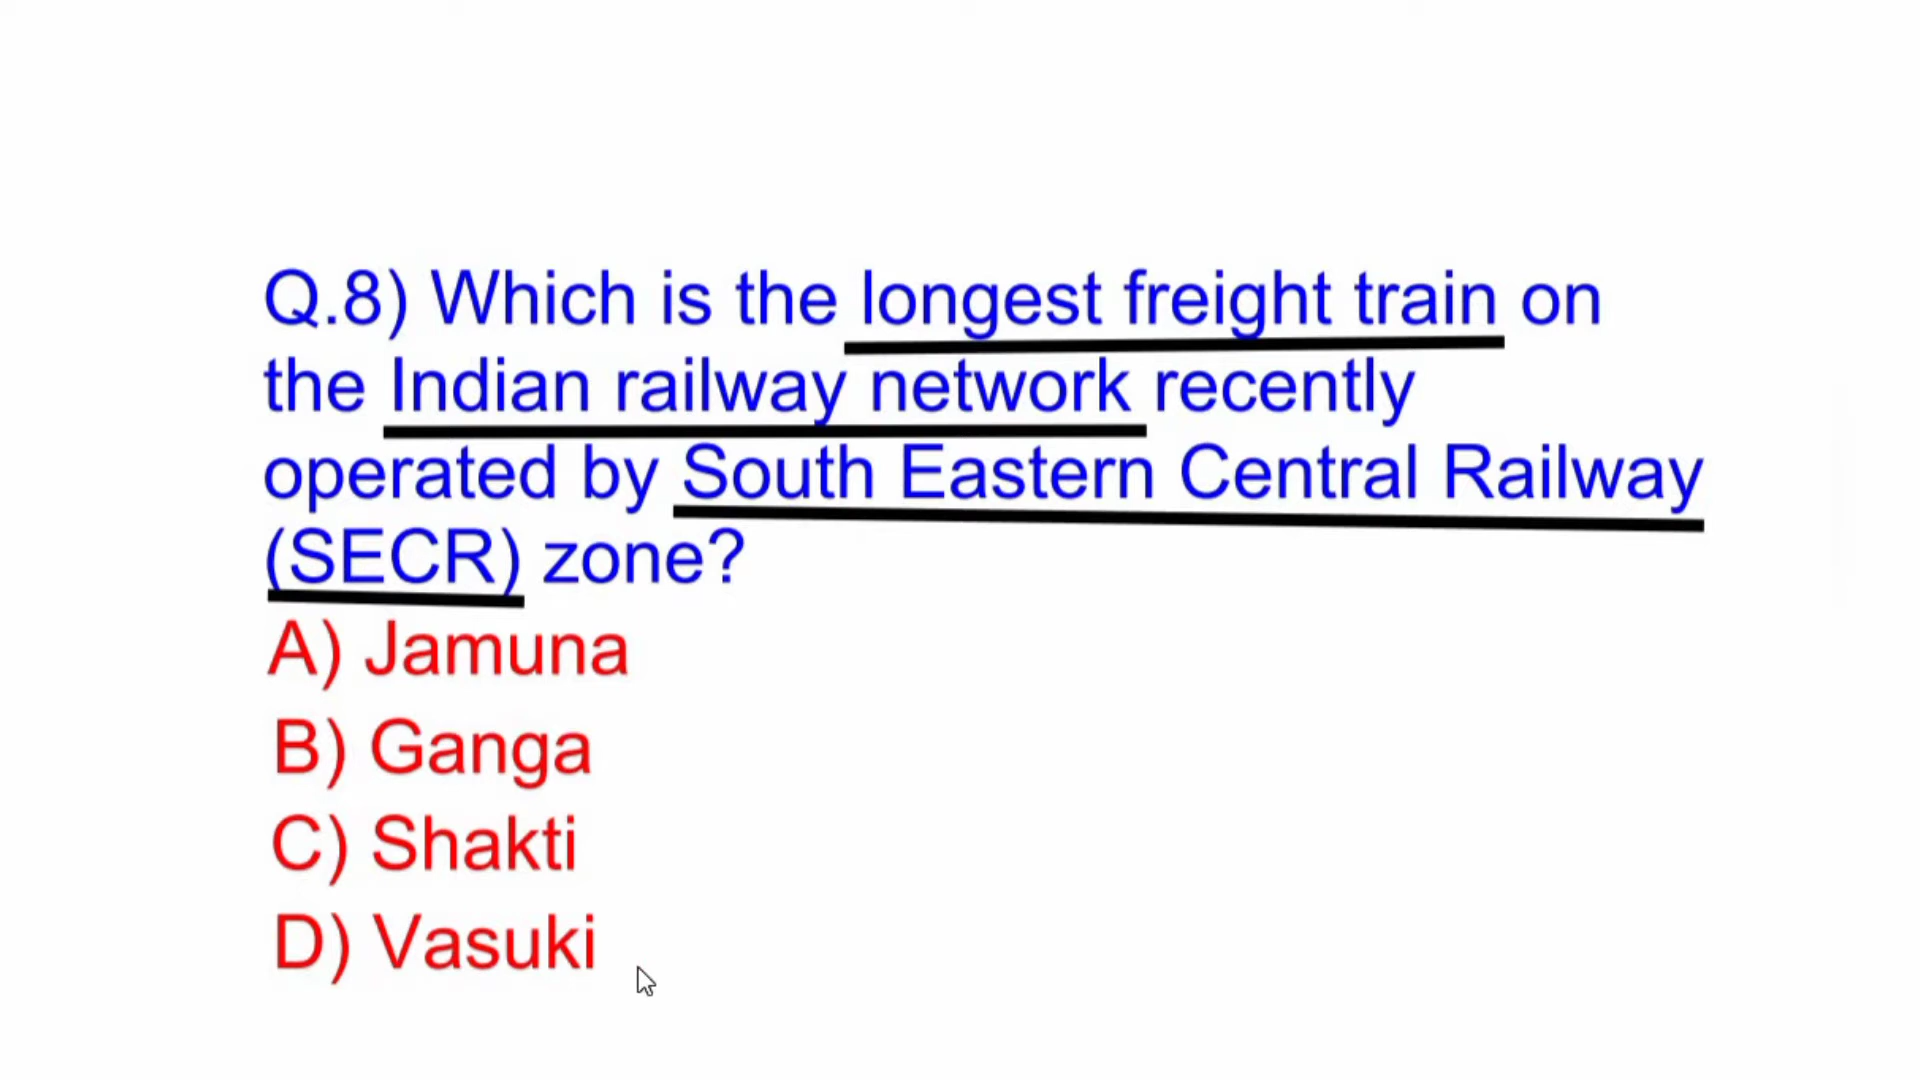 Q.8) Which is the longest freight train on
the Indian railway network recently
operated by South Eastern Central Railway
(SECR) zone?
A) Jamuna
B) Ganga
C) Shakti
D) Vasuki